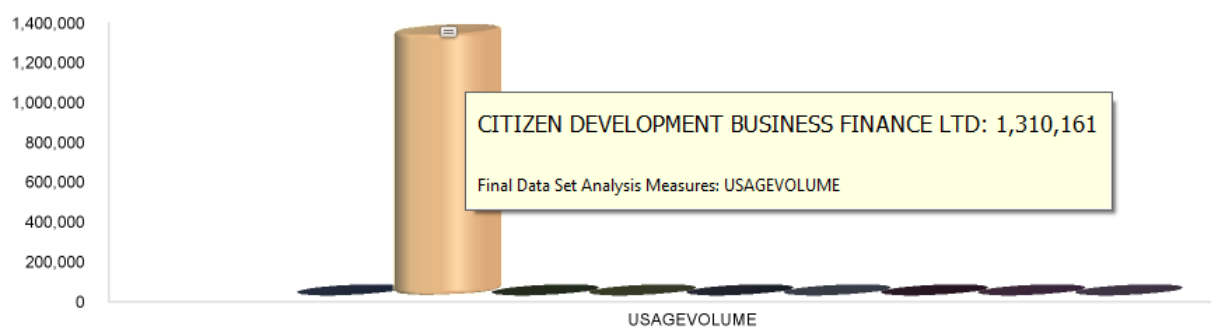 1,400,000
1,200,000
1,000,000
800,000
600,000
400,000
200,000
0
CITIZEN DEVELOPMENT BUSINESS FINANCE LTD: 1,310,161
Final Data Set Analysis Measures: USAGEVOLUME
USAGEVOLUME